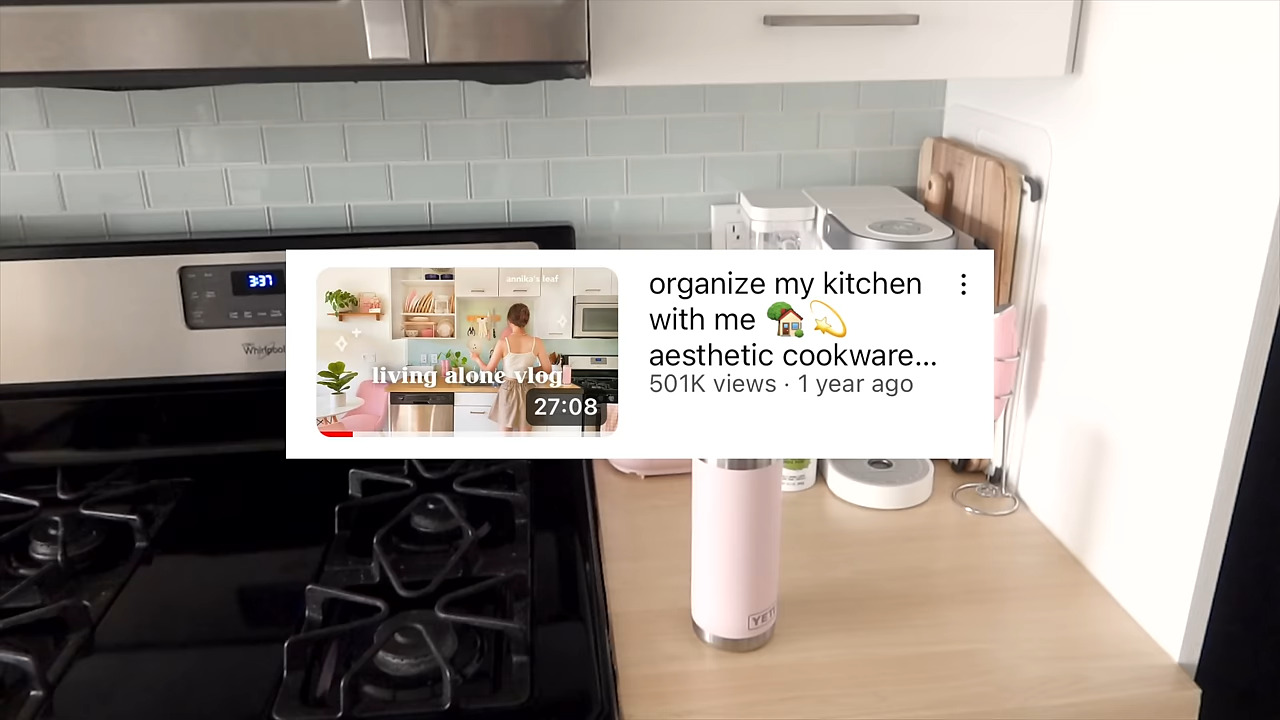 3:37
Whirlpool
annika's leaf
living alone vlog
27:08
organize my kitchen
with me 🏡💫
aesthetic cookware...
501K views · 1 year ago
YETI